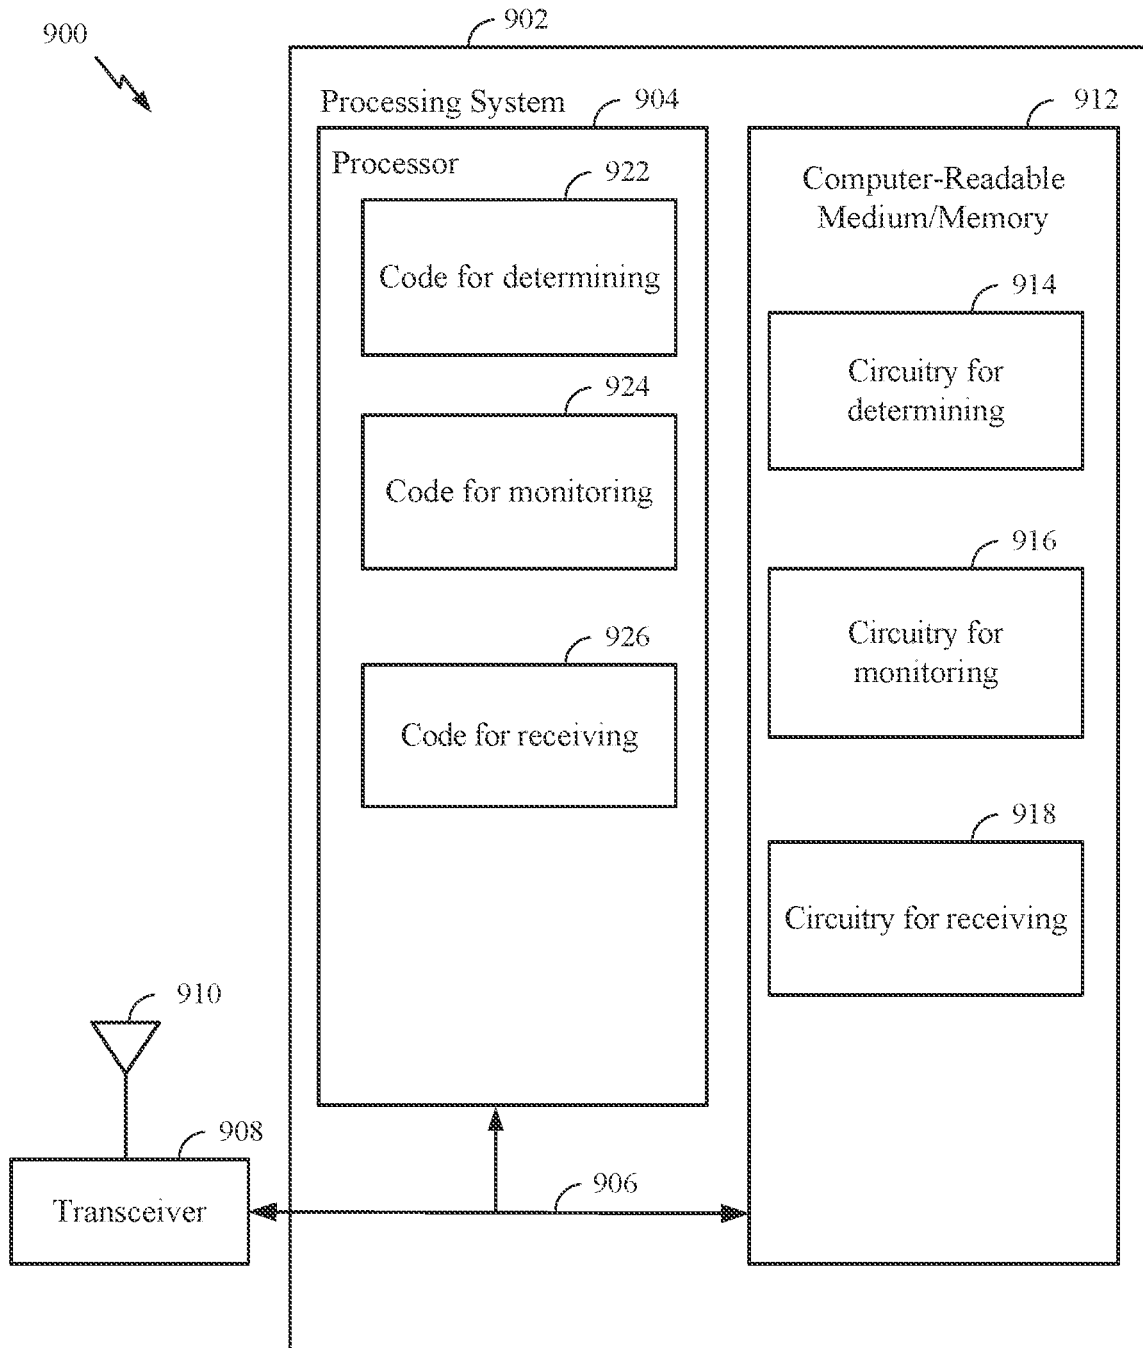 900
902
Processing System
904
912
Processor
922
Code for determining
924
Code for monitoring
926
Code for receiving
Computer-Readable
Medium/Memory
914
Circuitry for
determining
916
Circuitry for
monitoring
918
Circuitry for receiving
910
908
Transceiver
906